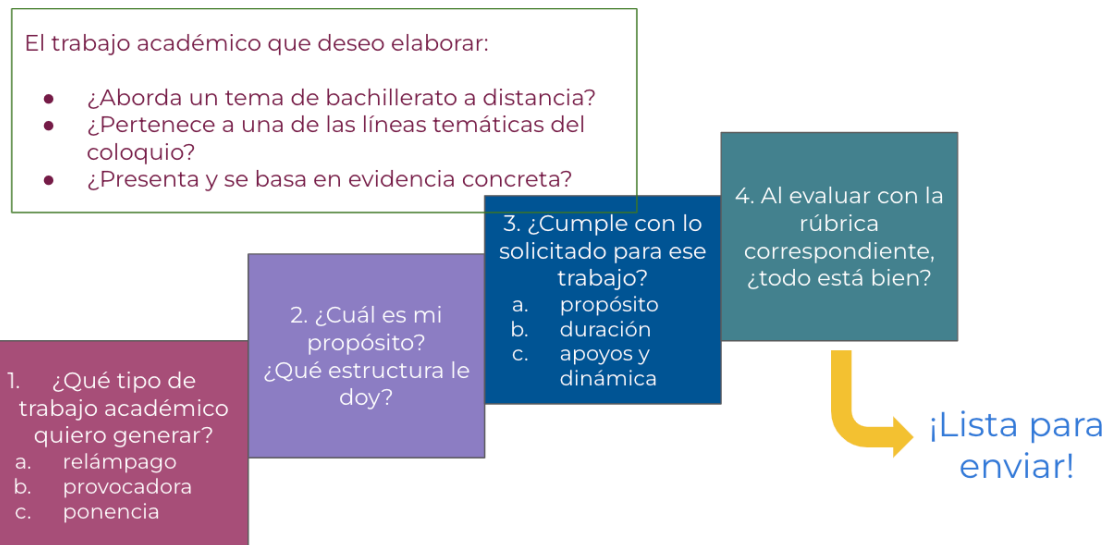 El trabajo académico que deseo elaborar:
● ¿Aborda un tema de bachillerato a distancia?
● ¿Pertenece a una de las líneas temáticas del
coloquio?
● ¿Presenta y se basa en evidencia concreta?
1. ¿Qué tipo de
trabajo académico
quiero generar?
a. relámpago
b. provocadora
c. ponencia
2. ¿Cuál es mi
propósito?
¿Qué estructura le
doy?
3. ¿Cumple con lo
solicitado para ese
trabajo?
a. propósito
b. duración
c. apoyos y
dinámica
4. Al evaluar con la
rúbrica
correspondiente,
¿todo está bien?
¡Lista para
enviar!